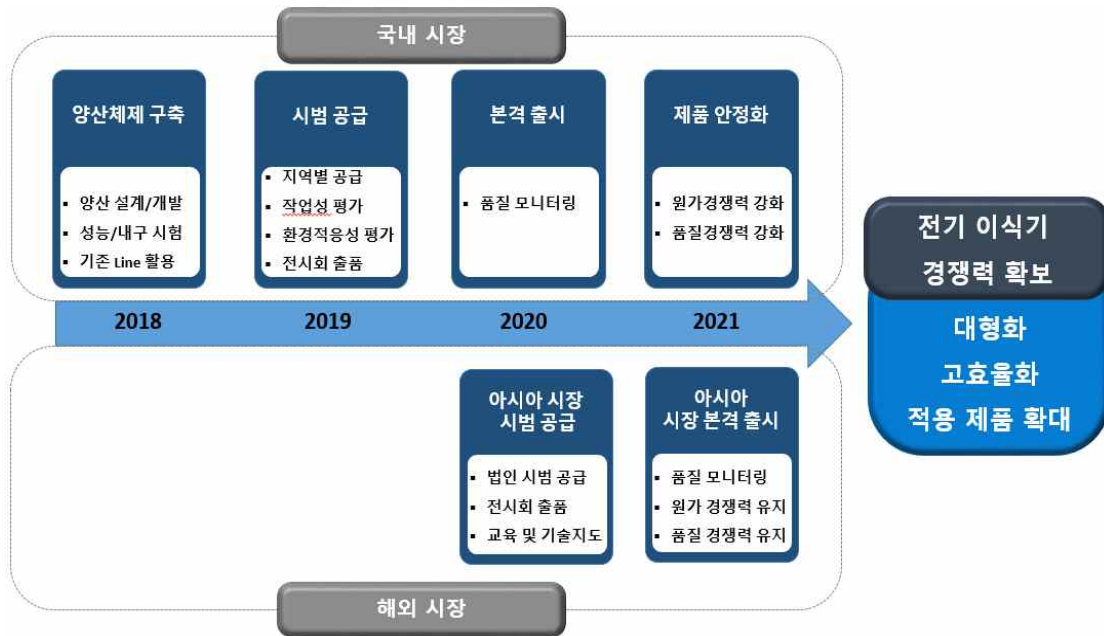 국내 시장
양산체제 구축
▪ 양산 설계/개발
▪ 성능/내구 시험
▪ 기존 Line 활용
시범 공급
▪ 지역별 공급
▪ 작업성 평가
▪ 환경적응성 평가
▪ 전시회 출품
본격 출시
▪ 품질 모니터링
제품 안정화
▪ 원가경쟁력 강화
▪ 품질경쟁력 강화
2018
2019
2020
2021
전기 이식기
경쟁력 확보
대형화
고효율화
적용 제품 확대
아시아 시장
시범 공급
▪ 법인 시범 공급
▪ 전시회 출품
▪ 교육 및 기술지도
아시아
시장 본격 출시
▪ 품질 모니터링
▪ 원가 경쟁력 유지
▪ 품질 경쟁력 유지
해외 시장